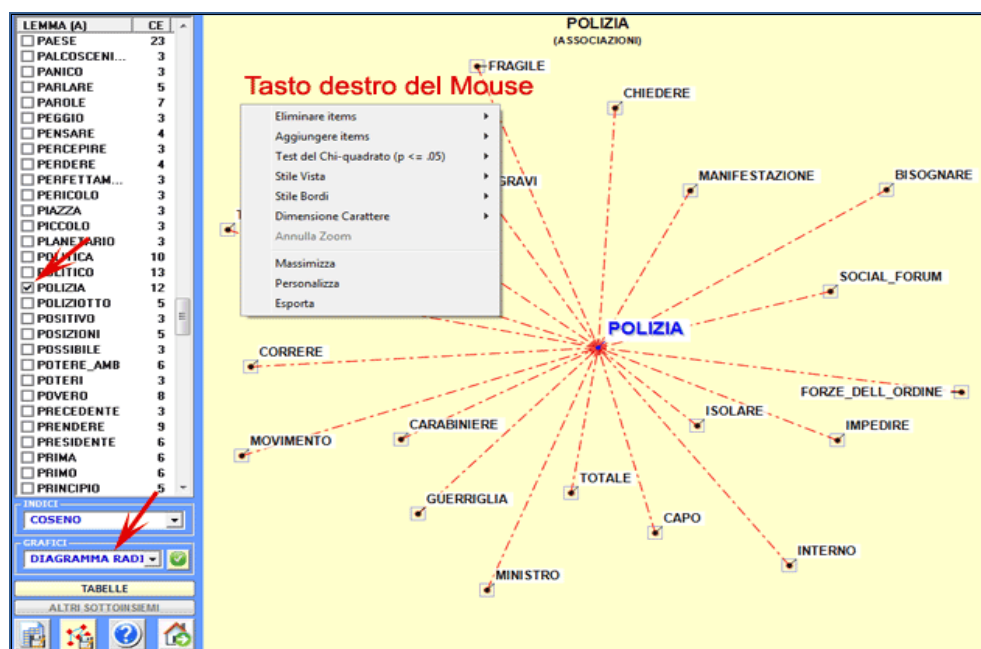 LEMMA (A) CE
PAESE 23
PALCOSCENI... 3
PANICO 3
PARLARE 5
PAROLE 7
PEGGIO 3
PENSARE 4
PERCEPIRE 3
PERDERE 4
PERFETTAM... 3
PERICOLO 3
PIAZZA 3
PICCOLO 3
PLANETARIO 3
POLITICA 10
POLITICO 13
POLIZIA 12
POLIZIOTTO 5
POSITIVO 3
POSIZIONI 5
POSSIBILE 3
POTERE_AMB 6
POTERI 3
POVERO 8
PRECEDENTE 3
PRENDERE 9
PRESIDENTE 6
PRIMA 6
PRIMO 6
PRINCIPIO 5
INDICI
COSENO
GRAFICI
DIAGRAMMA RADI
TABELLE
ALTRI SOTTOINSIEMI
POLIZIA
(ASSOCIAZIONI)
FRAGILE
Tasto destro del Mouse
CHIEDERE
Eliminare items
Aggiungere items
Test del Chi-quadrato (p <= .05)
Stile Vista
Stile Bordi
Dimensione Carattere
Annulla Zoom
Massimizza
Personalizza
Esporta
GRAVI
MANIFESTAZIONE
BISOGNARE
SOCIAL_FORUM
POLIZIA
CORRERE
FORZE_DELL_ORDINE
ISOLARE
CARABINIERE
IMPEDIRE
MOVIMENTO
TOTALE
GUERRIGLIA
CAPO
INTERNO
MINISTRO